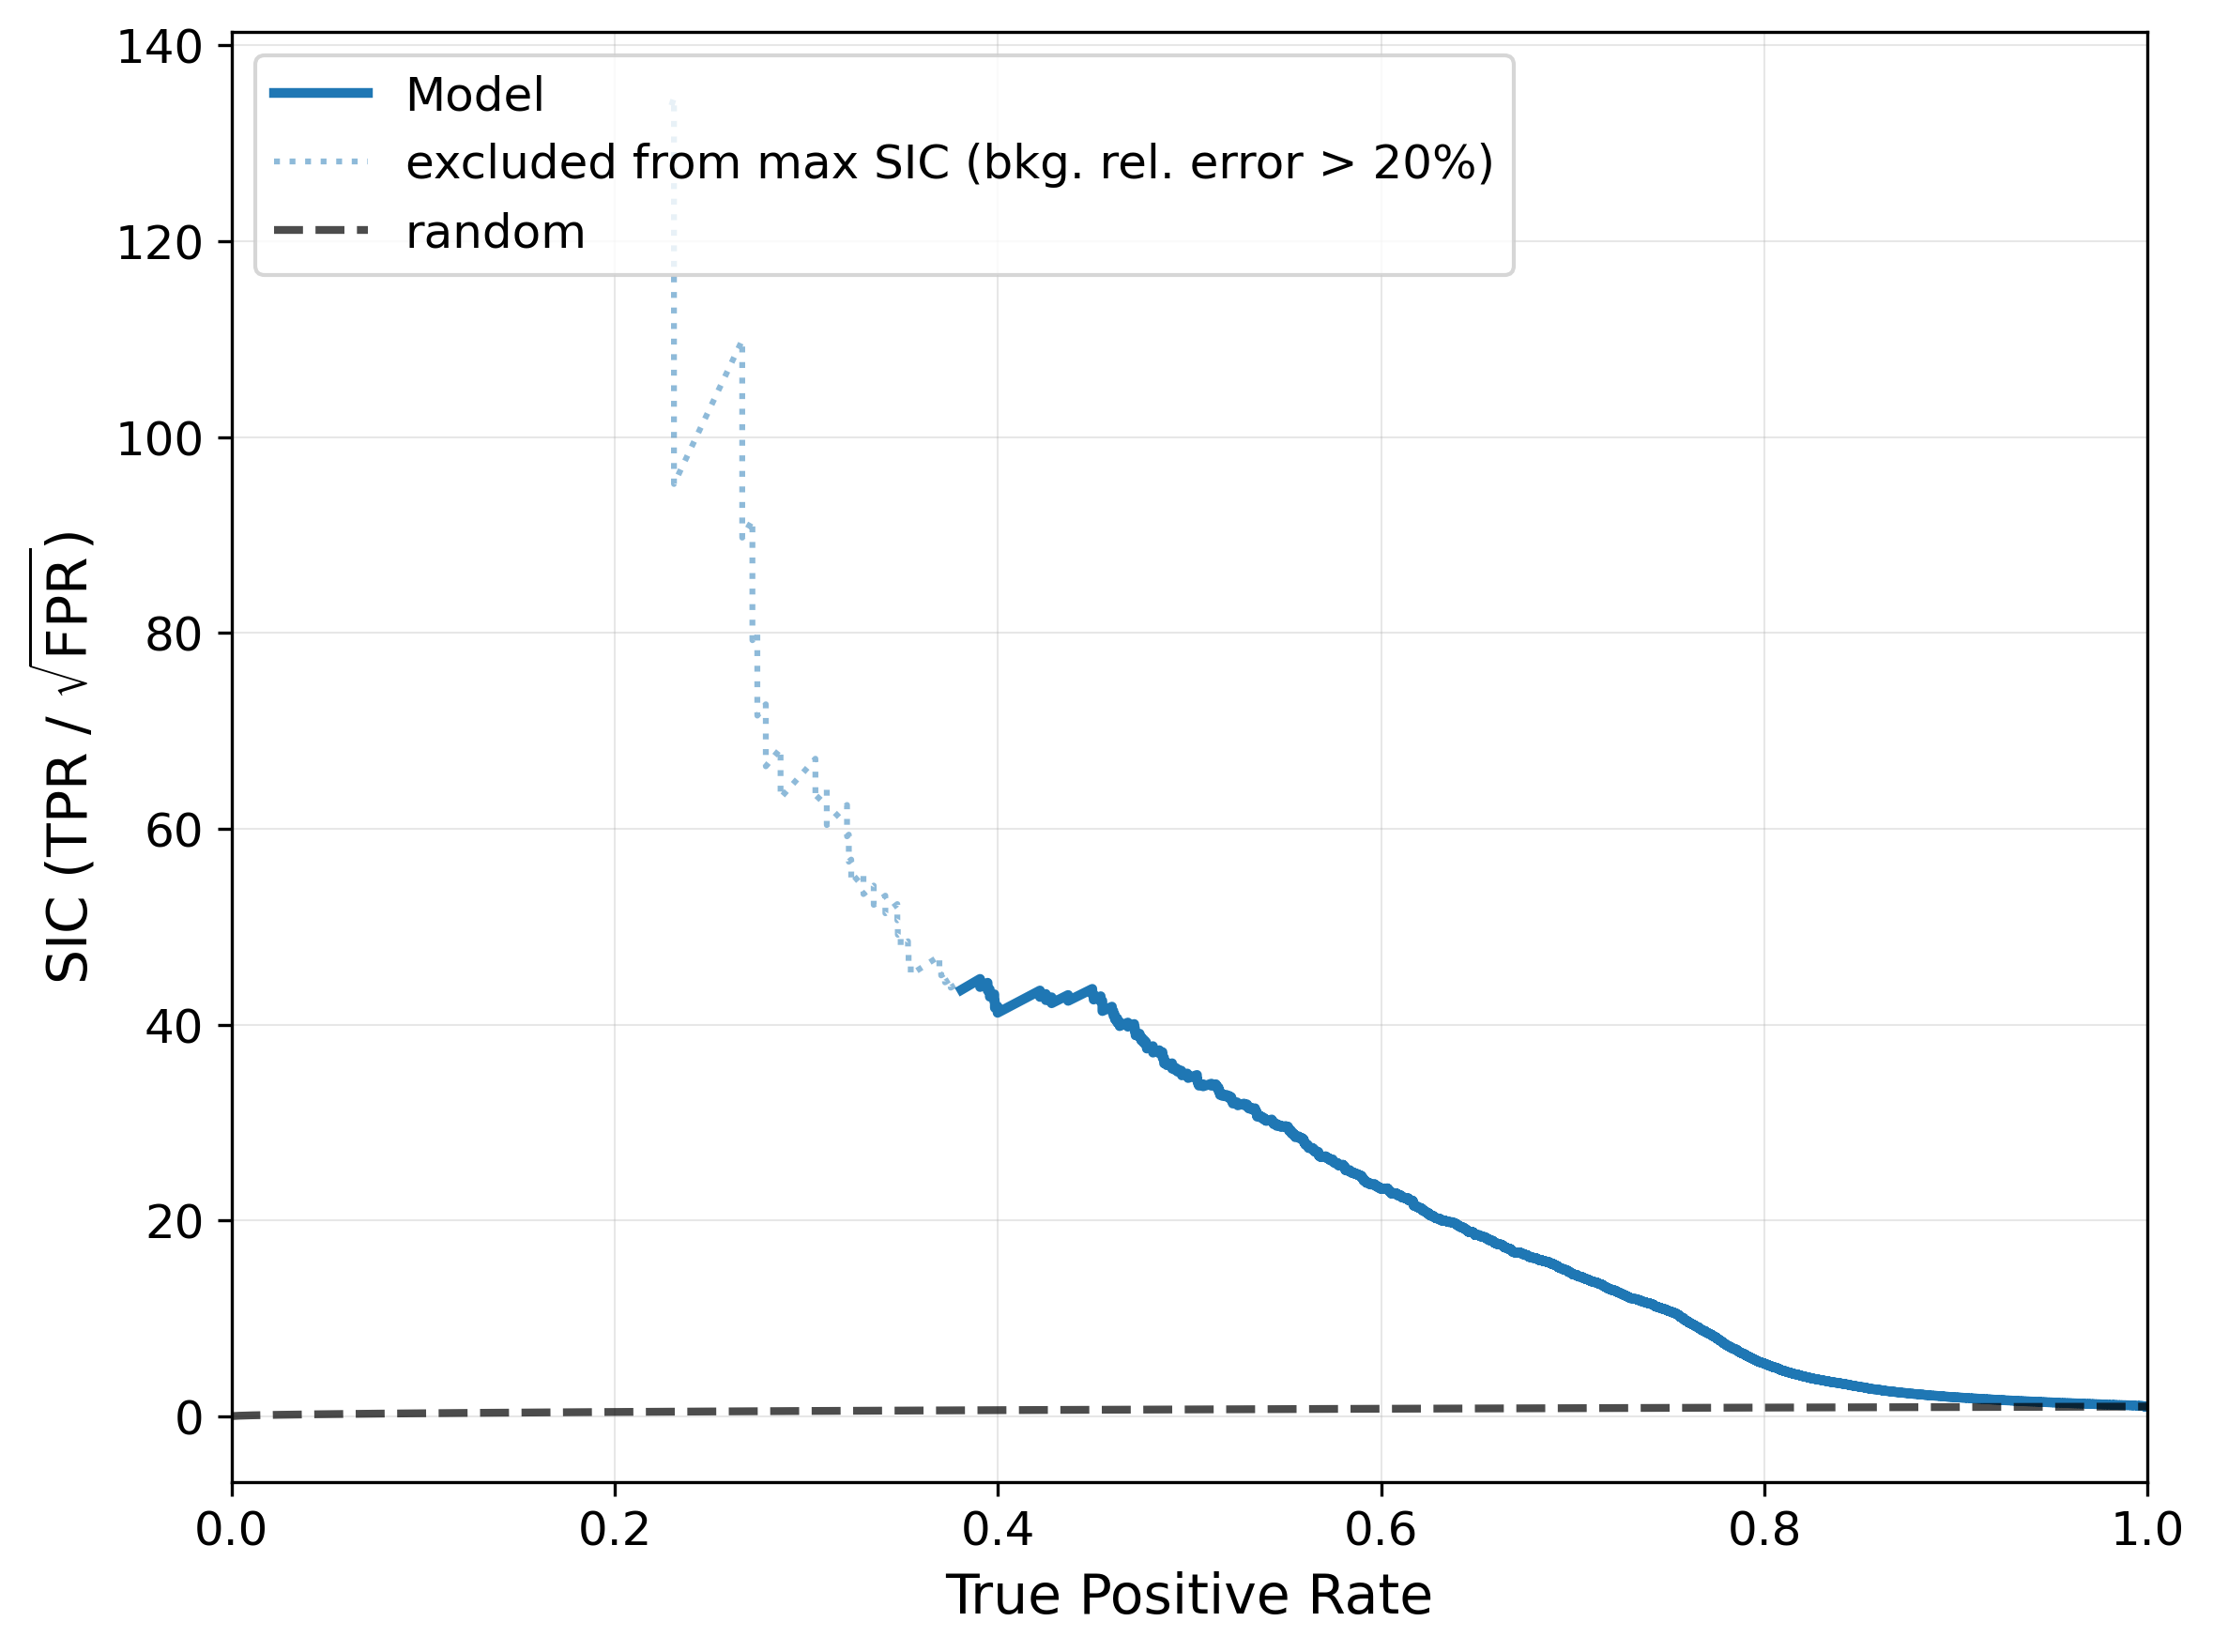 140
120
100
80
60
40
20
0
SIC (TPR / √FPR)
Model
excluded from max SIC (bkg. rel. error > 20%)
random
0.0 0.2 0.4 0.6 0.8 1.0
True Positive Rate